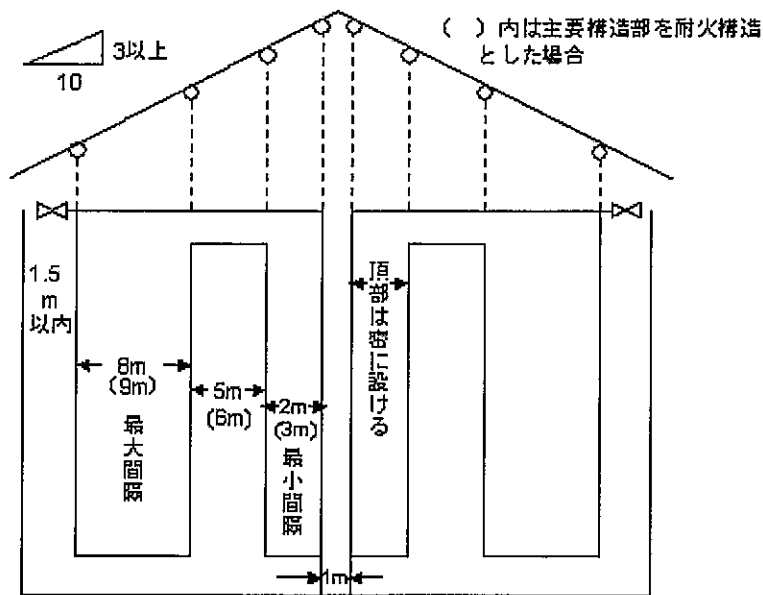 3以上
10
（　）内は主要構造部を耐火構造
とした場合
1.5
m
以内
8m
(9m)
最大間隔
5m
(6m)
2m
(3m)
最小間隔
頂部は密に設ける
1m